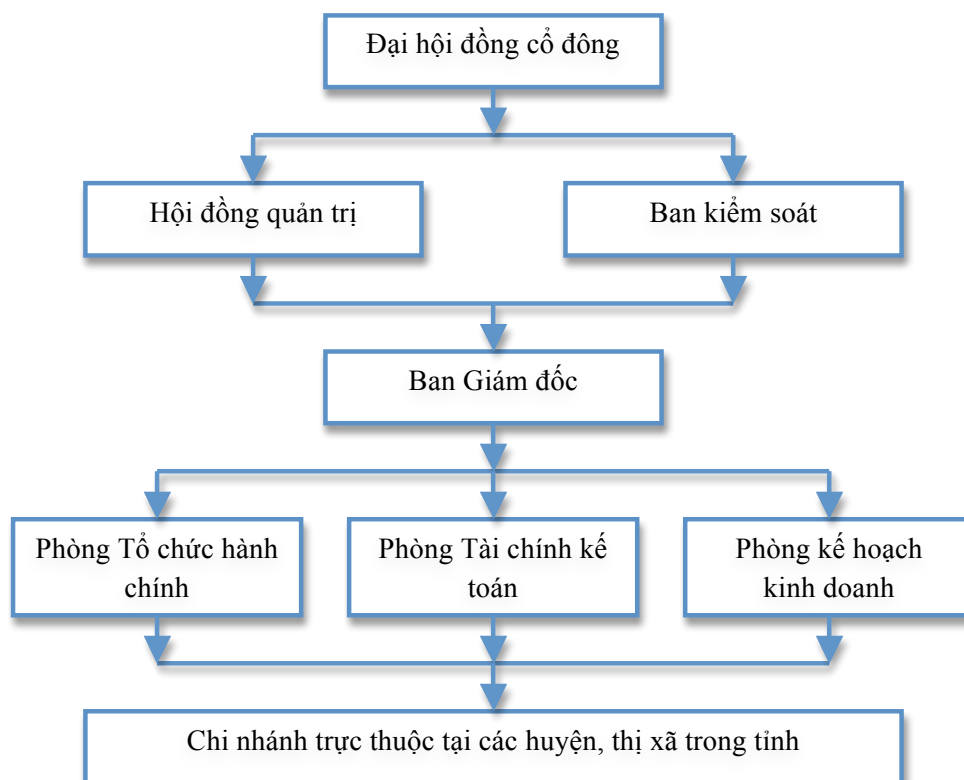 Đại hội đồng cổ đông
Hội đồng quản trị
Ban kiểm soát
Ban Giám đốc
Phòng Tổ chức hành
chính
Phòng Tài chính kế
toán
Phòng kế hoạch
kinh doanh
Chi nhánh trực thuộc tại các huyện, thị xã trong tỉnh